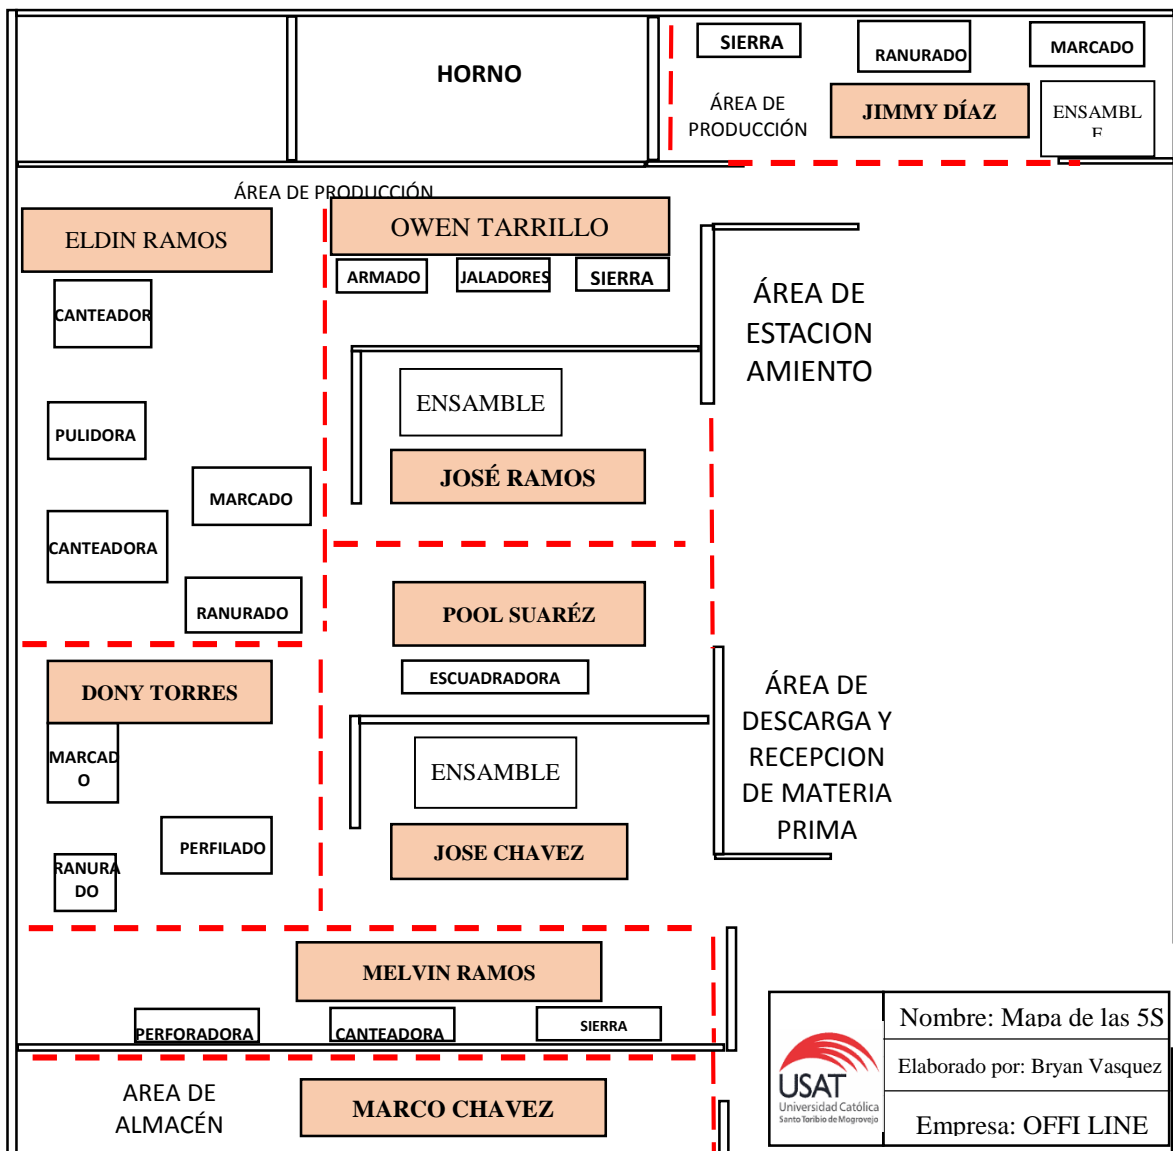 HORNO
SIERRA
RANURADO
MARCADO
ÁREA DE
PRODUCCIÓN
JIMMY DÍAZ
ENSAMBL
E
ÁREA DE PRODUCCIÓN
ELDIN RAMOS
OWEN TARRILLO
CANTEADOR
ARMADO
JALADORES
SIERRA
ÁREA DE
ESTACION
AMIENTO
ENSAMBLE
PULIDORA
JOSÉ RAMOS
MARCADO
CANTEADORA
RANURADO
POOL SUARÉZ
ESCUADRADORA
DONY TORRES
MARCAD
O
ÁREA DE
DESCARGA Y
RECEPCION
DE MATERIA
PRIMA
ENSAMBLE
PERFILADO
JOSE CHAVEZ
RANURA
DO
MELVIN RAMOS
PERFORADORA
CANTEADORA
SIERRA
AREA DE
ALMACÉN
MARCO CHAVEZ
USAT
Universidad Católica
Santo Toribio de Mogrovejo
Nombre: Mapa de las 5S
Elaborado por: Bryan Vasquez
Empresa: OFFI LINE